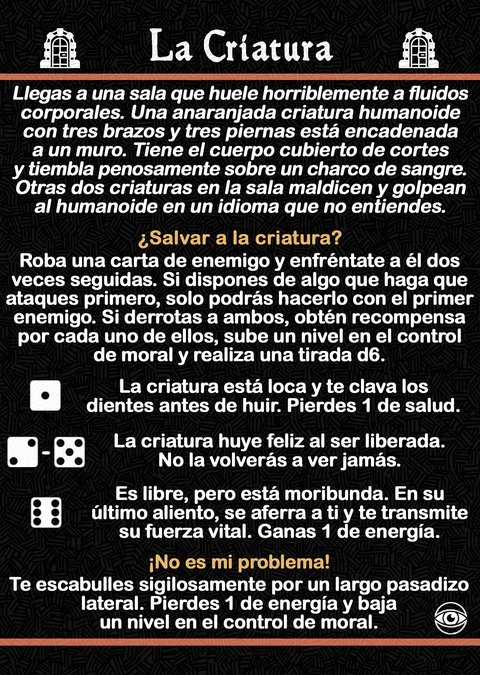 La Criatura
Llegas a una sala que huele horriblemente a fluidos
corporales. Una anaranjada criatura humanoide
con tres brazos y tres piernas está encadenada
a un muro. Tiene el cuerpo cubierto de cortes
y tiembla penosamente sobre un charco de sangre.
Otras dos criaturas en la sala maldicen y golpean
al humanoide en un idioma que no entiendes.
¿Salvar a la criatura?
Roba una carta de enemigo y enfréntate a él dos
veces seguidas. Si dispones de algo que haga que
ataques primero, solo podrás hacerlo con el primer
enemigo. Si derrotas a ambos, obtén recompensa
por cada uno de ellos, sube un nivel en el control
de moral y realiza una tirada d6.
La criatura está loca y te clava los
dientes antes de huir. Pierdes 1 de salud.
La criatura huye feliz al ser liberada.
No la volverás a ver jamás.
Es libre, pero está moribunda. En su
último aliento, se aferra a ti y te transmite
su fuerza vital. Ganas 1 de energía.
¡No es mi problema!
Te escabulles sigilosamente por un largo pasadizo
lateral. Pierdes 1 de energía y baja
un nivel en el control de moral.